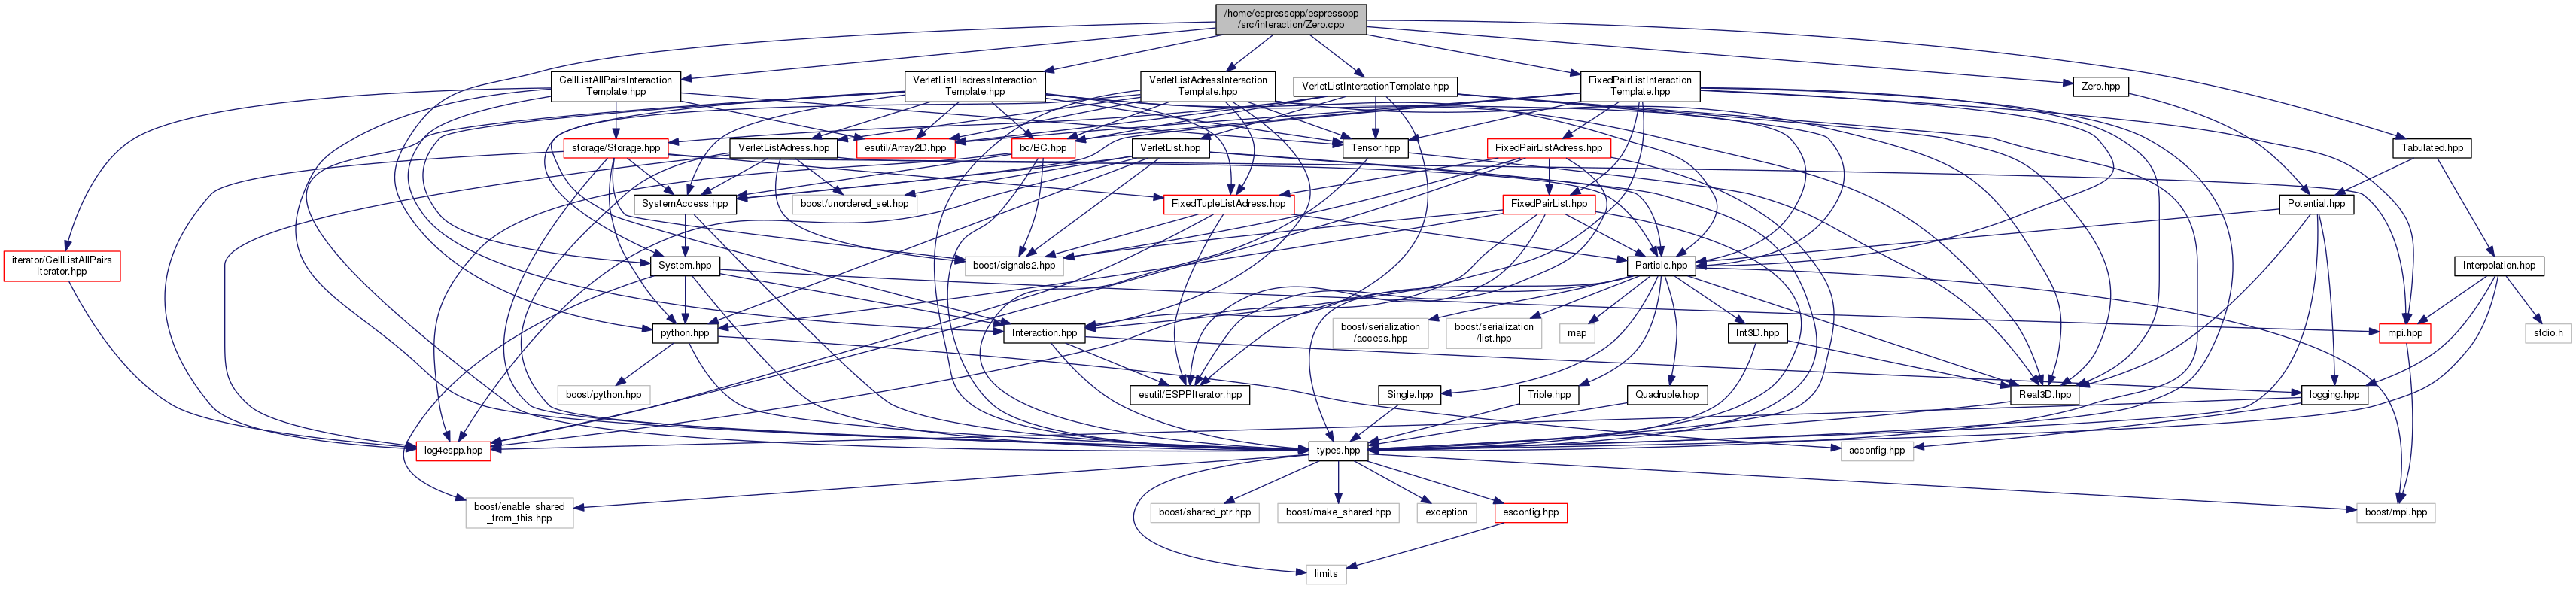 /home/espressopp/espressopp
/src/interaction/Zero.cpp
CellListAllPairsInteraction
Template.hpp
VerletListHadressInteraction
Template.hpp
VerletListAdressInteraction
Template.hpp
VerletListInteractionTemplate.hpp
FixedPairListInteraction
Template.hpp
Zero.hpp
storage/Storage.hpp
VerletListAdress.hpp
esutil/Array2D.hpp
bc/BC.hpp
VerletList.hpp
Tensor.hpp
FixedPairListAdress.hpp
Tabulated.hpp
SystemAccess.hpp
boost/unordered_set.hpp
FixedTupleListAdress.hpp
FixedPairList.hpp
Potential.hpp
iterator/CellListAllPairs
Iterator.hpp
System.hpp
boost/signals2.hpp
Particle.hpp
Interpolation.hpp
python.hpp
Interaction.hpp
boost/serialization
/access.hpp
boost/serialization
/list.hpp
map
Int3D.hpp
mpi.hpp
stdio.h
boost/python.hpp
esutil/ESPPIterator.hpp
Single.hpp
Triple.hpp
Quadruple.hpp
Real3D.hpp
logging.hpp
log4espp.hpp
types.hpp
acconfig.hpp
boost/enable_shared
_from_this.hpp
boost/shared_ptr.hpp
boost/make_shared.hpp
exception
esconfig.hpp
boost/mpi.hpp
limits